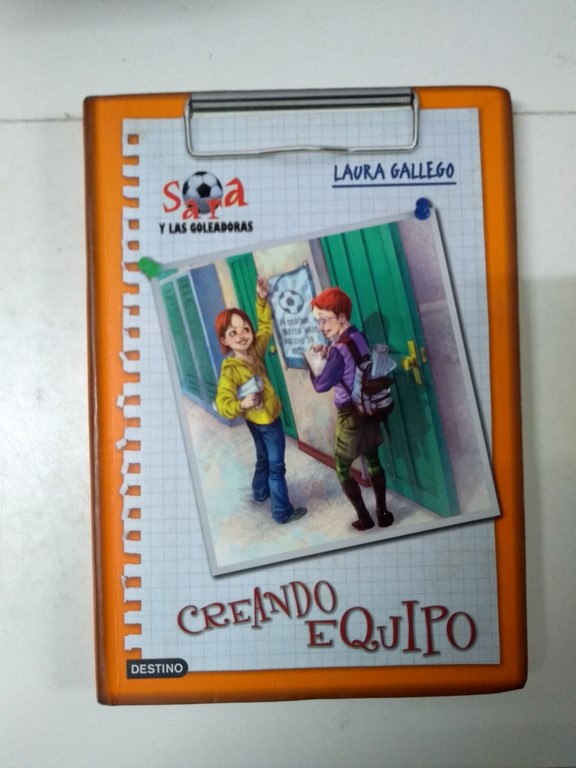 LAURA GALLEGO
Sara
Y LAS GOLEADORAS
CREANDO
EQUIPO
DESTINO